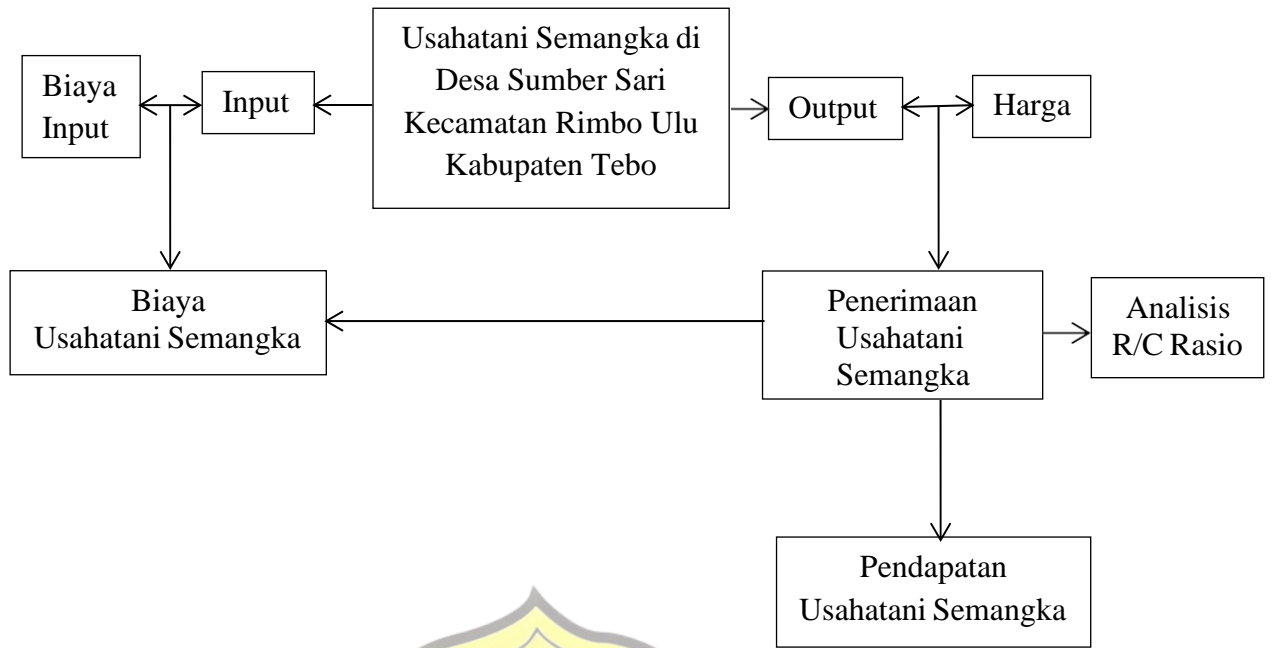 Usahatani Semangka di
Desa Sumber Sari
Kecamatan Rimbo Ulu
Kabupaten Tebo
Biaya
Input
Input
Output
Harga
Biaya
Usahatani Semangka
Penerimaan
Usahatani
Semangka
Analisis
R/C Rasio
Pendapatan
Usahatani Semangka